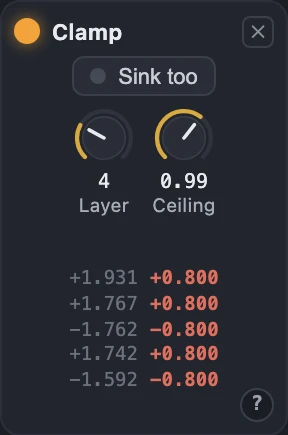 Clamp ×
Sink too
4 0.99
Layer Ceiling
+1.931 +0.800
+1.767 +0.800
−1.762 −0.800
+1.742 +0.800
−1.592 −0.800
?